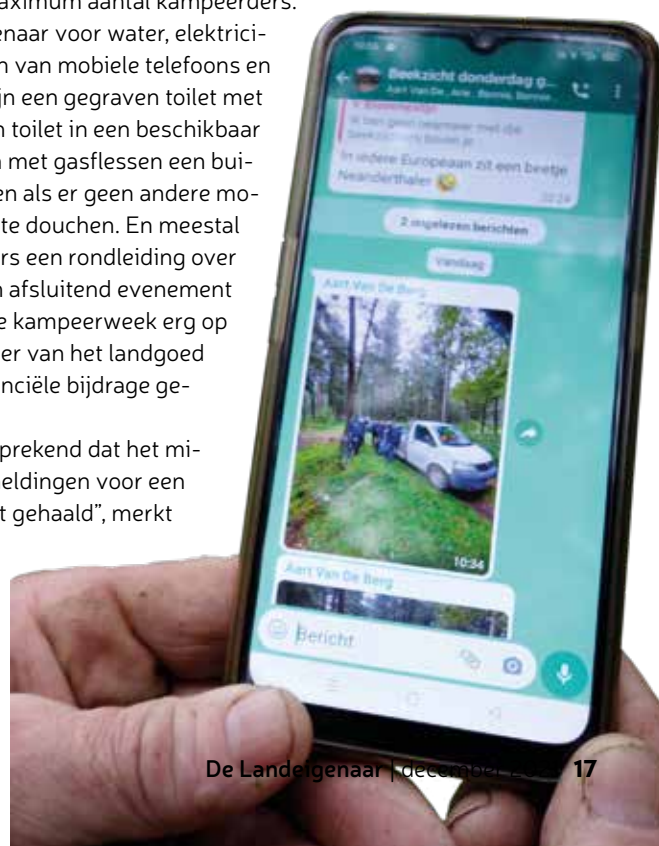 aximum aantal kampeerders.
enaar voor water, elektrici-
n van mobiele telefoons en
jn een gegraven toilet met
n toilet in een beschikbaar
met gasflessen een bui-
en als er geen andere mo-
te douchen. En meestal
rs een rondleiding over
n afsluitend evenement
e kampeerweek erg op
er van het landgoed
nciële bijdrage ge-
prekend dat het mi-
neldingen voor een
t gehaald”, merkt
Beekzicht donderdag g...
Aart Van De, Arie, Bennie, Bennie
In iedere Europeaan zit een beetje
Neanderthaler
2 ongelezen berichten
Vandaag
Aart Van De Berg
10:34
Aart Van De Berg
Bericht
De Landeigenaar | december 17